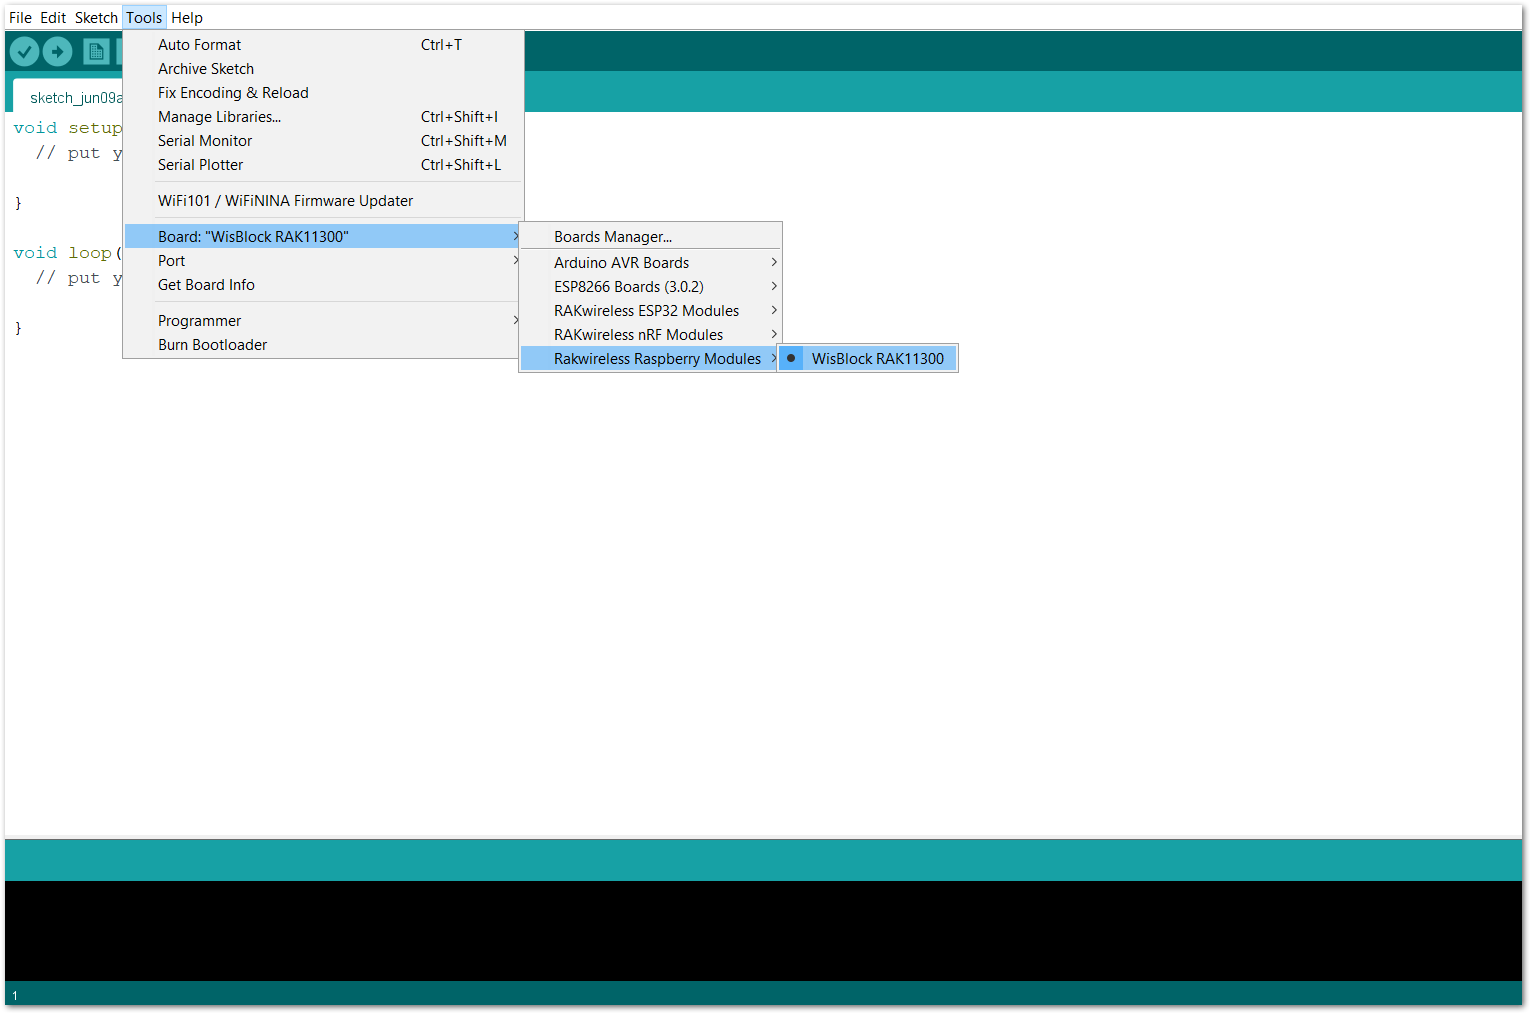 File Edit Sketch Tools Help
sketch_jun09a
void setup
// put y
}
void loop(
// put y
}
Auto Format Ctrl+T
Archive Sketch
Fix Encoding & Reload
Manage Libraries... Ctrl+Shift+I
Serial Monitor Ctrl+Shift+M
Serial Plotter Ctrl+Shift+L
WiFi101 / WiFiNINA Firmware Updater
Board: "WisBlock RAK11300"
Port
Get Board Info
Programmer
Burn Bootloader
Boards Manager...
Arduino AVR Boards
ESP8266 Boards (3.0.2)
RAKwireless ESP32 Modules
RAKwireless nRF Modules
Rakwireless Raspberry Modules
WisBlock RAK11300
1